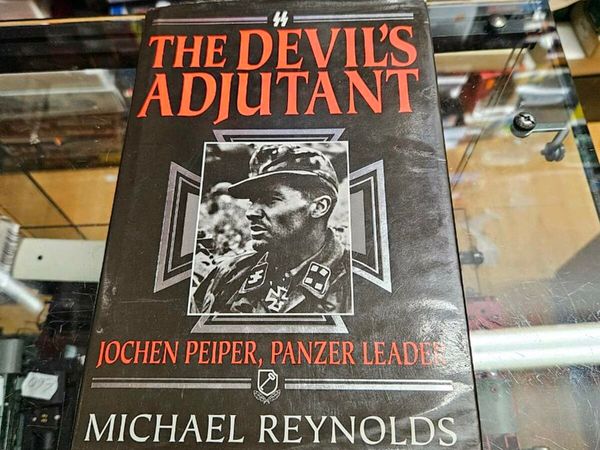 THE DEVIL'S
ADJUTANT
JOCHEN PEIPER, PANZER LEADER
MICHAEL REYNOLDS